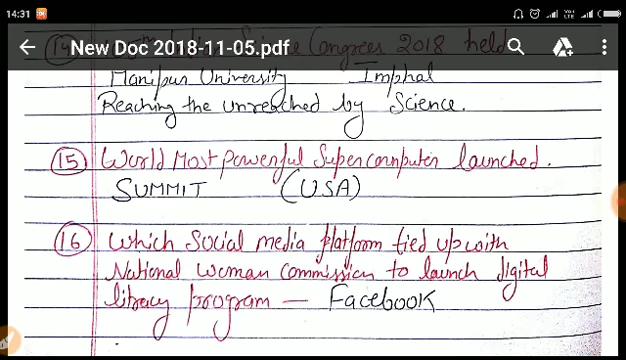 14:31
New Doc 2018-11-05.pdf
Science Congress 2018 held
Manipur University Imphal
Reaching the unreached by Science.
15 World Most Powerful Supercomputer launched.
SUMMIT (USA)
16 Which Social media platform tied up with
National woman Commission to launch digital
litracy program — Facebook